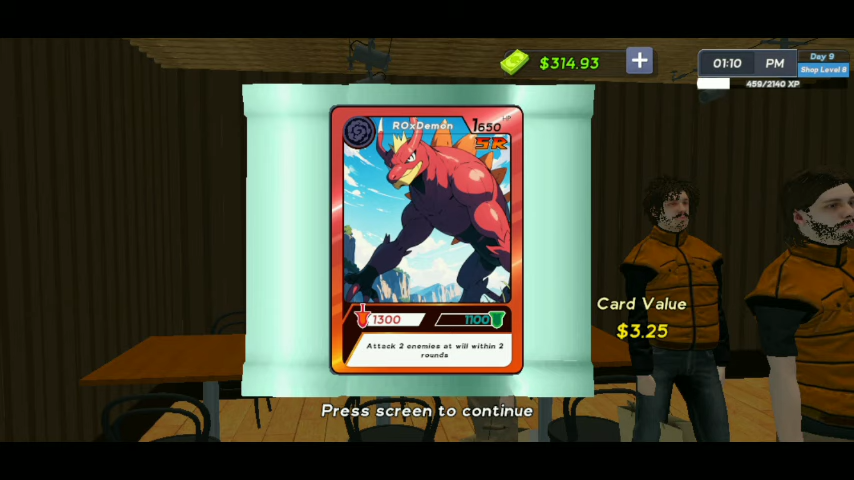 $314.93
+
01:10 PM
Day 9
Shop Level 8
459/2140 XP
ROxDemon
1650
SR
1300
1100
Attack 2 enemies at will within 2
rounds
Card Value
$3.25
Press screen to continue